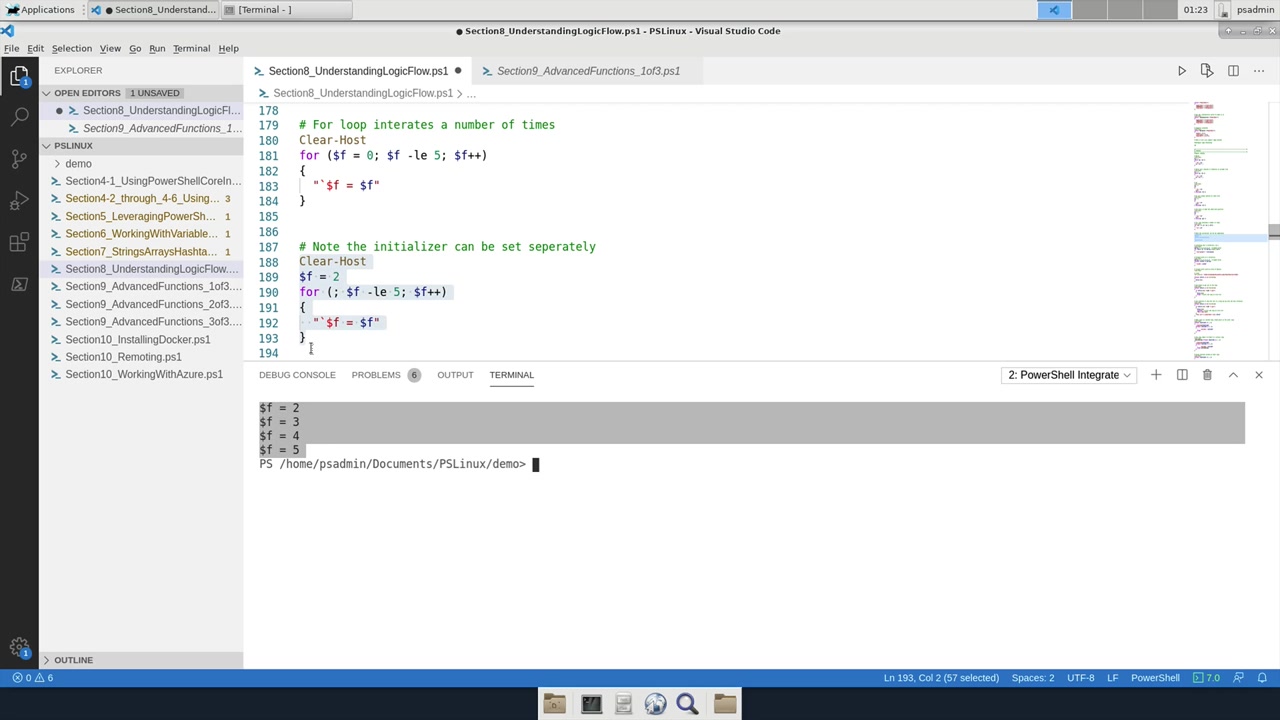 Applications
Section8_Understand...
[Terminal - ]
01:23
psadmin
Section8_UnderstandingLogicFlow.ps1 - PSLinux - Visual Studio Code
File Edit Selection View Go Run Terminal Help
EXPLORER
OPEN EDITORS 1 UNSAVED
Section8_UnderstandingLogicFl...
Section9_AdvancedFunctions_1...
PSLINUX
demo
Section4-1_UsingPowerShellCoreIn...
Section4-2_through_4-6_Using... 3
Section5_LeveragingPowerSh... 1
Section6_WorkingWithVariable... 1
Section7_StringsArraysHashta... 1
Section8_UnderstandingLogicFlow....
Section9_AdvancedFunctions_1of3....
Section9_AdvancedFunctions_2of3....
Section9_AdvancedFunctions_3of3....
Section10_InstallingDocker.ps1
Section10_Remoting.ps1
Section10_WorkingWithAzure.ps1
OUTLINE
Section8_UnderstandingLogicFlow.ps1
Section9_AdvancedFunctions_1of3.ps1
Section8_UnderstandingLogicFlow.ps1 > ...
178
179 # For loop interates a number of times
180 Clear-Host
181 for ($f = 0; $f -le 5; $f++)
182 {
183 "`$f = $f"
184 }
185
186
187 # Note the initializer can be set seperately
188 Clear-Host
189 $f = 2
190 for (; $f -le 5; $f++)
191 {
192 "`$f = $f"
193 }
194
DEBUG CONSOLE PROBLEMS 6 OUTPUT TERMINAL
2: PowerShell Integrate
$f = 2
$f = 3
$f = 4
$f = 5
PS /home/psadmin/Documents/PSLinux/demo>
0 6
Ln 193, Col 2 (57 selected) Spaces: 2 UTF-8 LF PowerShell 7.0